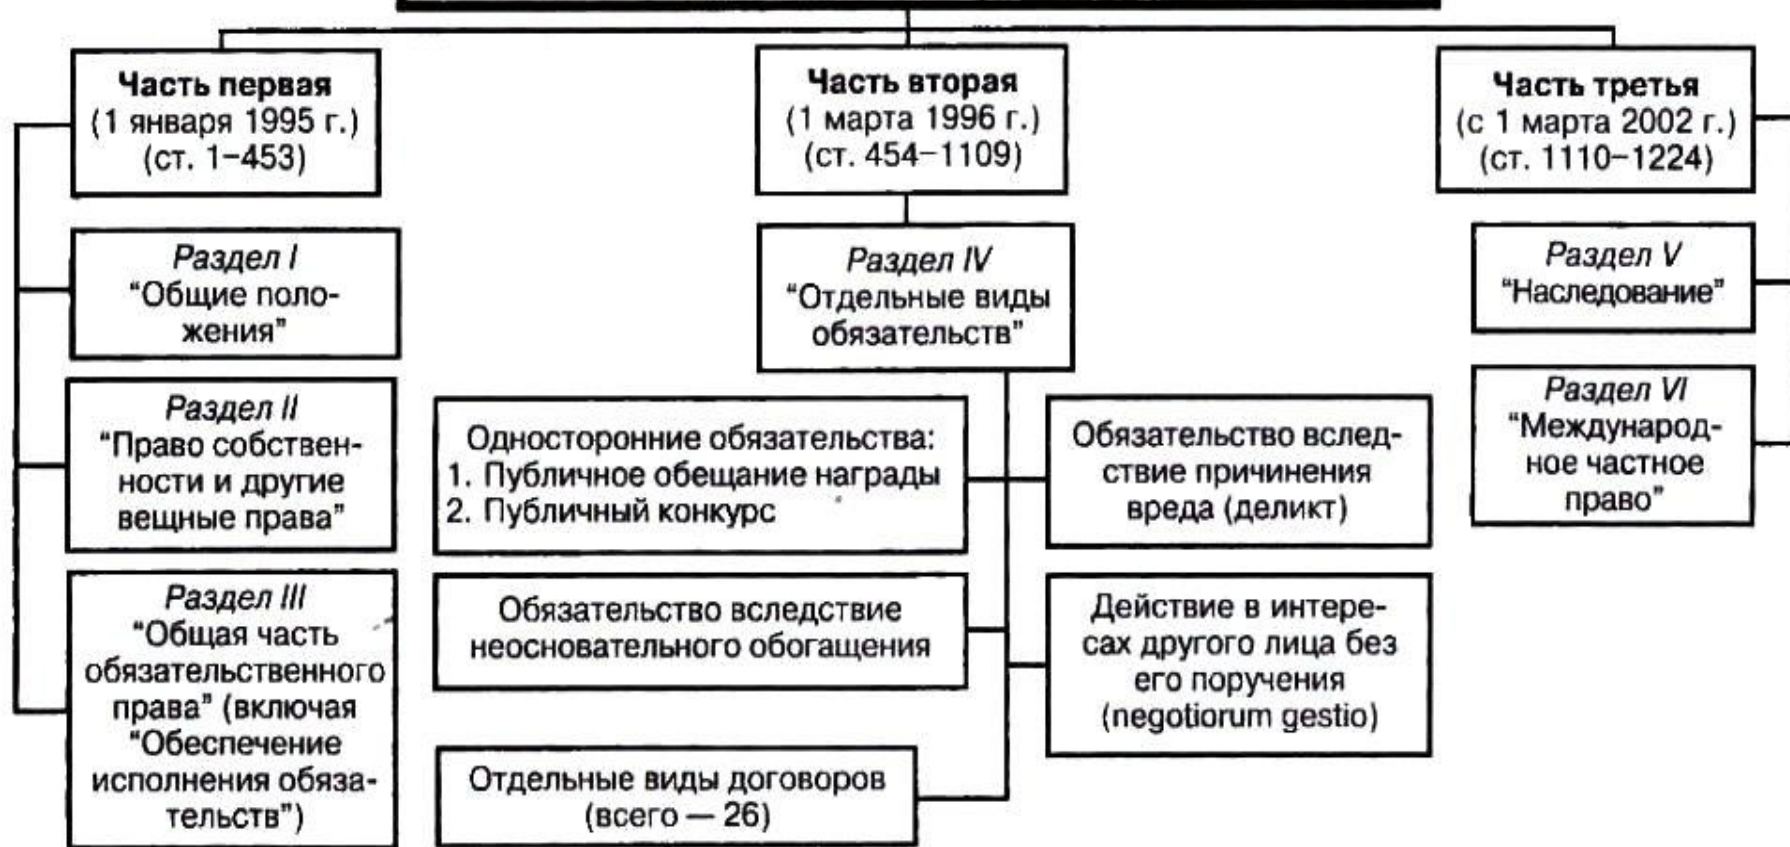 Часть первая
(1 января 1995 г.)
(ст. 1–453)
Раздел I
“Общие поло-
жения”
Раздел II
“Право собствен-
ности и другие
вещные права”
Раздел III
“Общая часть
обязательственного
права” (включая
“Обеспечение
исполнения обяза-
тельств”)
Часть вторая
(1 марта 1996 г.)
(ст. 454–1109)
Раздел IV
“Отдельные виды
обязательств”
Односторонние обязательства:
1. Публичное обещание награды
2. Публичный конкурс
Обязательство вследствие
неосновательного обогащения
Отдельные виды договоров
(всего — 26)
Обязательство вслед-
ствие причинения
вреда (деликт)
Действие в интере-
сах другого лица без
его поручения
(negotiorum gestio)
Часть третья
(с 1 марта 2002 г.)
(ст. 1110–1224)
Раздел V
“Наследование”
Раздел VI
“Международ-
ное частное
право”